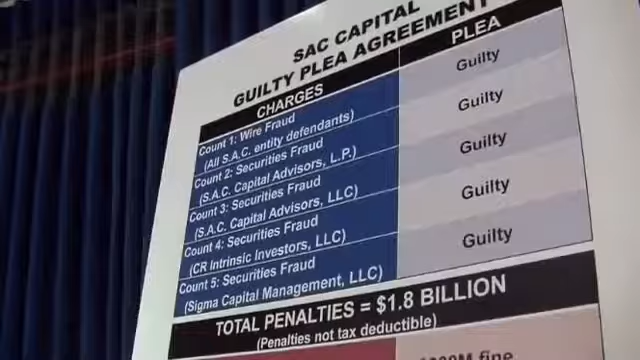 SAC CAPITAL
GUILTY PLEA AGREEMENT
CHARGES PLEA
Count 1: Wire Fraud
(All S.A.C. entity defendants) Guilty
Count 2: Securities Fraud
(S.A.C. Capital Advisors, L.P.) Guilty
Count 3: Securities Fraud
(S.A.C. Capital Advisors, LLC) Guilty
Count 4: Securities Fraud
(CR Intrinsic Investors, LLC) Guilty
Count 5: Securities Fraud
(Sigma Capital Management, LLC) Guilty
TOTAL PENALTIES = $1.8 BILLION
(Penalties not tax deductible)
fine